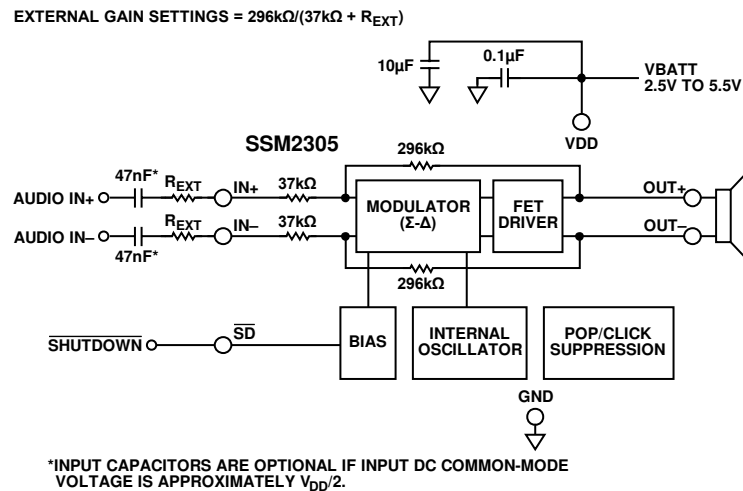 EXTERNAL GAIN SETTINGS = 296kΩ/(37kΩ + REXT)
10µF
0.1µF
VBATT
2.5V TO 5.5V
VDD
SSM2305
296kΩ
47nF*
REXT
IN+
37kΩ
AUDIO IN+
MODULATOR
(Σ-Δ)
FET
DRIVER
OUT+
AUDIO IN–
47nF*
REXT
IN–
37kΩ
OUT–
296kΩ
SHUTDOWN
SD
BIAS
INTERNAL
OSCILLATOR
POP/CLICK
SUPPRESSION
GND
*INPUT CAPACITORS ARE OPTIONAL IF INPUT DC COMMON-MODE
VOLTAGE IS APPROXIMATELY VDD/2.